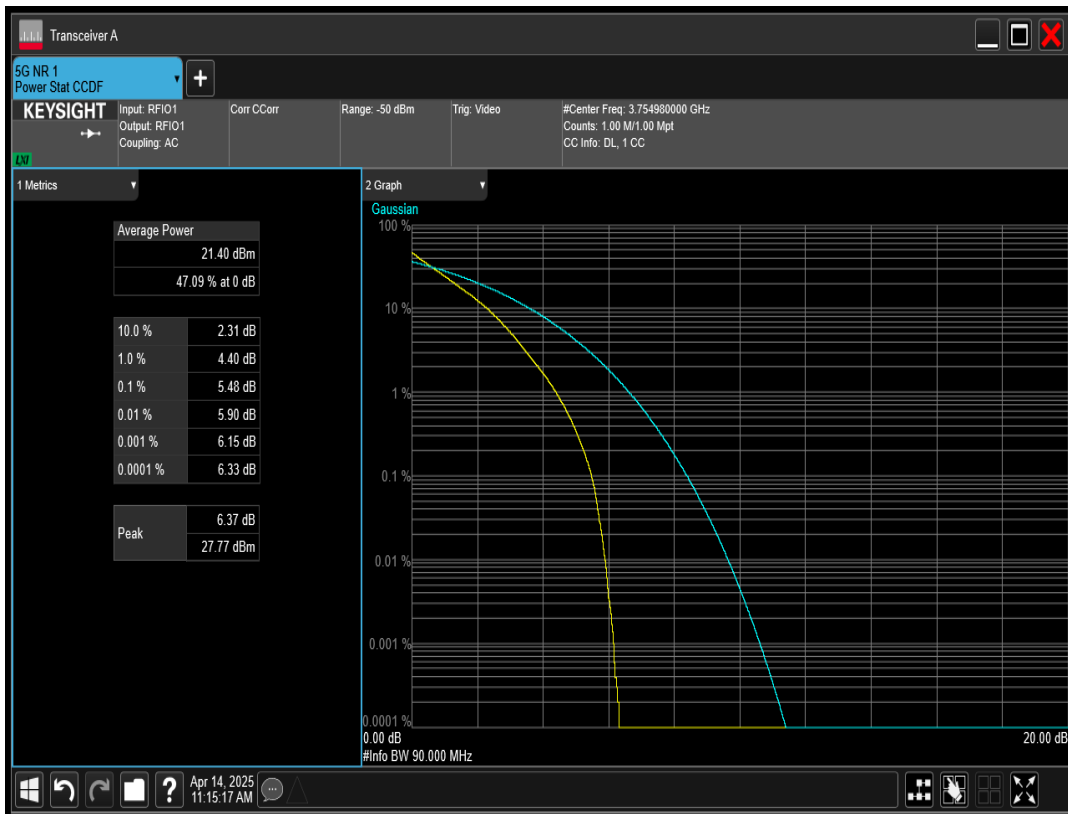 Transceiver A
5G NR 1
Power Stat CCDF
+
KEYSIGHT
LXI
Input: RFIO1
Output: RFIO1
Coupling: AC
Corr CCorr
Range: -50 dBm
Trig: Video
#Center Freq: 3.754980000 GHz
Counts: 1.00 M/1.00 Mpt
CC Info: DL, 1 CC
1 Metrics
Average Power
21.40 dBm
47.09 % at 0 dB
10.0 % 2.31 dB
1.0 % 4.40 dB
0.1 % 5.48 dB
0.01 % 5.90 dB
0.001 % 6.15 dB
0.0001 % 6.33 dB
Peak
6.37 dB
27.77 dBm
2 Graph
Gaussian
100 %
10 %
1 %
0.1 %
0.01 %
0.001 %
0.0001 %
0.00 dB 20.00 dB
#Info BW 90.000 MHz
?
Apr 14, 2025
11:15:17 AM